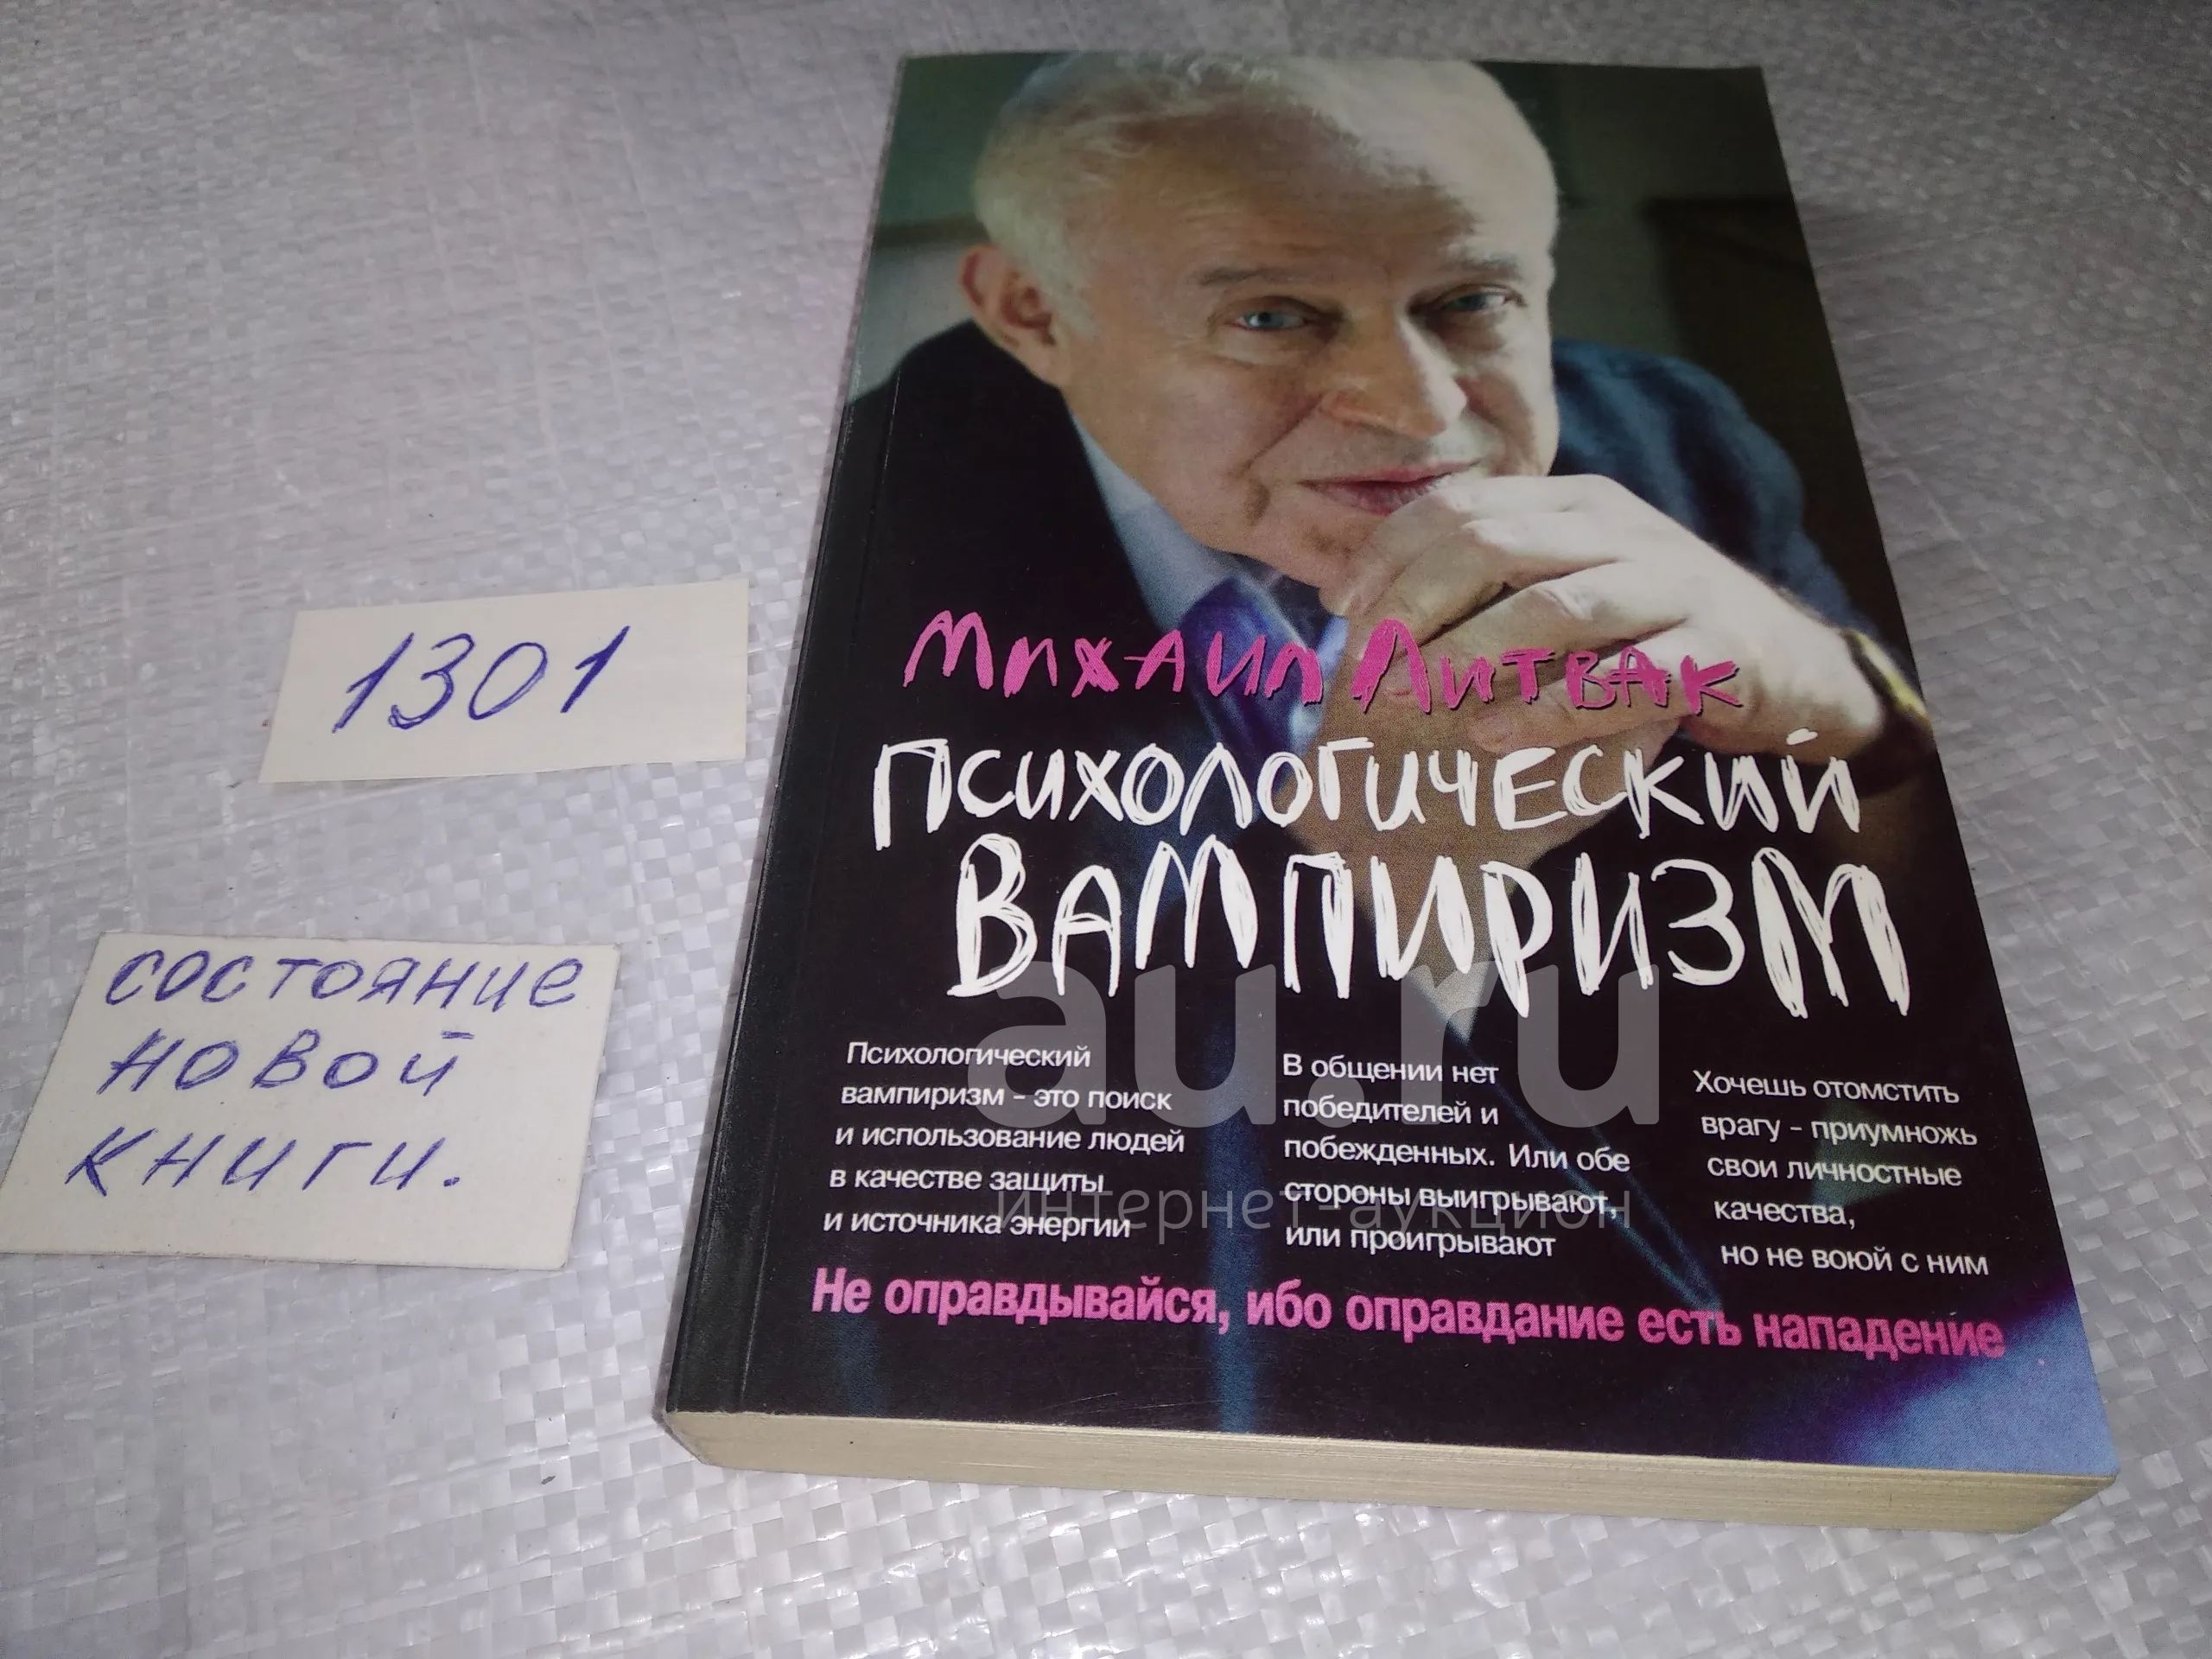 1301
состояние
новой
книги.
Михаил Литвак
Психологический
вампиризм
Психологический
вампиризм – это поиск
и использование людей
в качестве защиты
и источника энергии
В общении нет
победителей и
побежденных. Или обе
стороны выигрывают,
или проигрывают
Хочешь отомстить
врагу – приумножь
свои личностные
качества,
но не воюй с ним
Не оправдывайся, ибо оправдание есть нападение
au.ru
интернет-аукцион